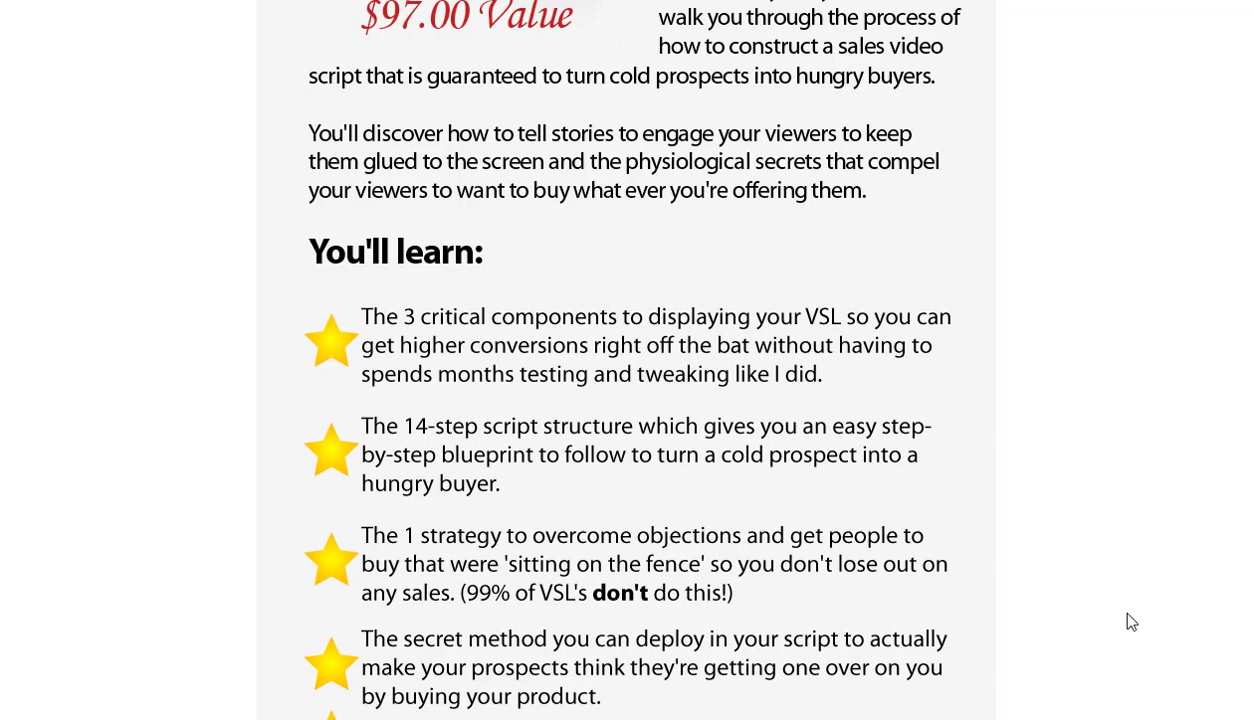 $97.00 Value
walk you through the process of
how to construct a sales video
script that is guaranteed to turn cold prospects into hungry buyers.
You'll discover how to tell stories to engage your viewers to keep
them glued to the screen and the physiological secrets that compel
your viewers to want to buy what ever you're offering them.
You'll learn:
The 3 critical components to displaying your VSL so you can
get higher conversions right off the bat without having to
spends months testing and tweaking like I did.
The 14-step script structure which gives you an easy step-
by-step blueprint to follow to turn a cold prospect into a
hungry buyer.
The 1 strategy to overcome objections and get people to
buy that were 'sitting on the fence' so you don't lose out on
any sales. (99% of VSL's don't do this!)
The secret method you can deploy in your script to actually
make your prospects think they're getting one over on you
by buying your product.